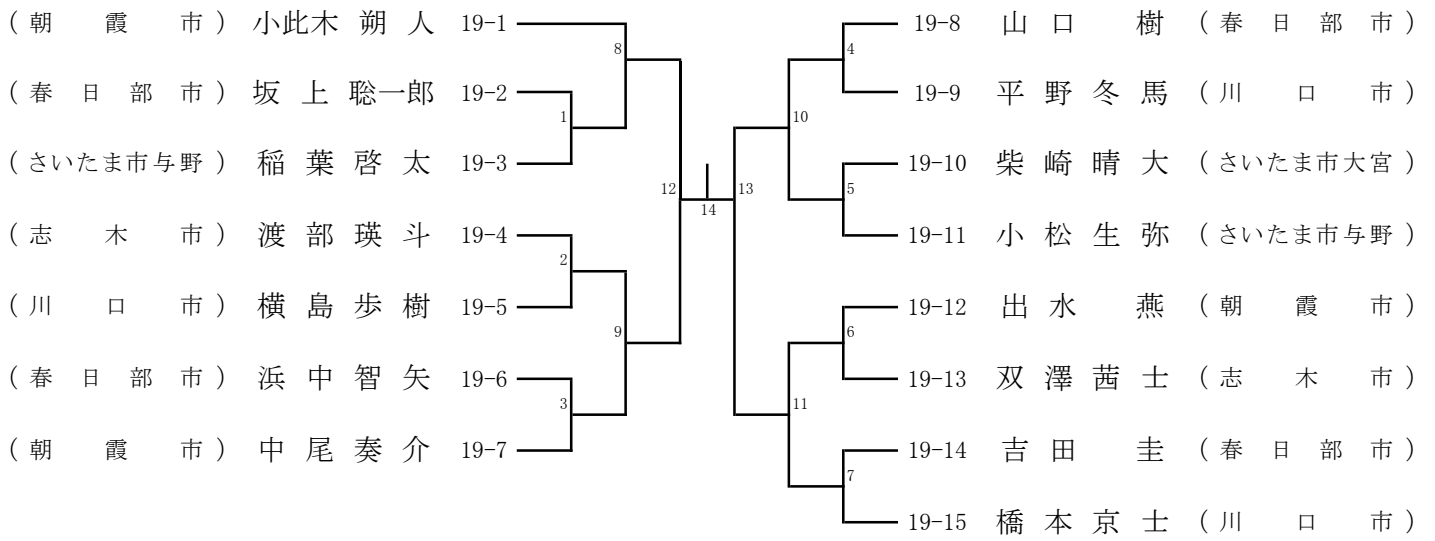 (朝霞市) 小此木朔人 19-1
19-8 山口樹 (春日部市)
8
4
(春日部市) 坂上聡一郎 19-2
19-9 平野冬馬 (川口市)
1
10
(さいたま市与野) 稲葉啓太 19-3
19-10 柴崎晴大 (さいたま市大宮)
12
13
5
14
(志木市) 渡部瑛斗 19-4
19-11 小松生弥 (さいたま市与野)
2
(川口市) 横島歩樹 19-5
19-12 出水燕 (朝霞市)
9
6
(春日部市) 浜中智矢 19-6
19-13 双澤茜士 (志木市)
3
11
(朝霞市) 中尾奏介 19-7
19-14 吉田圭 (春日部市)
7
19-15 橋本京士 (川口市)